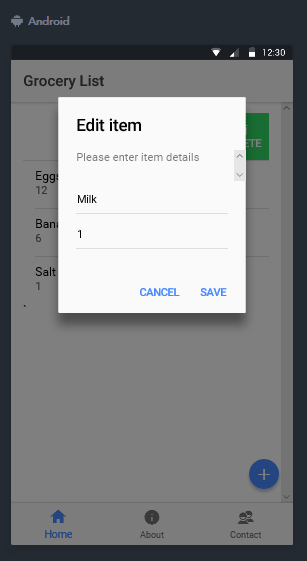 Android
12:30
Grocery List
Edit item
Please enter item details
ETE
Eggs
12
Milk
Bana
6
1
Salt
1
CANCEL SAVE
Home About Contact